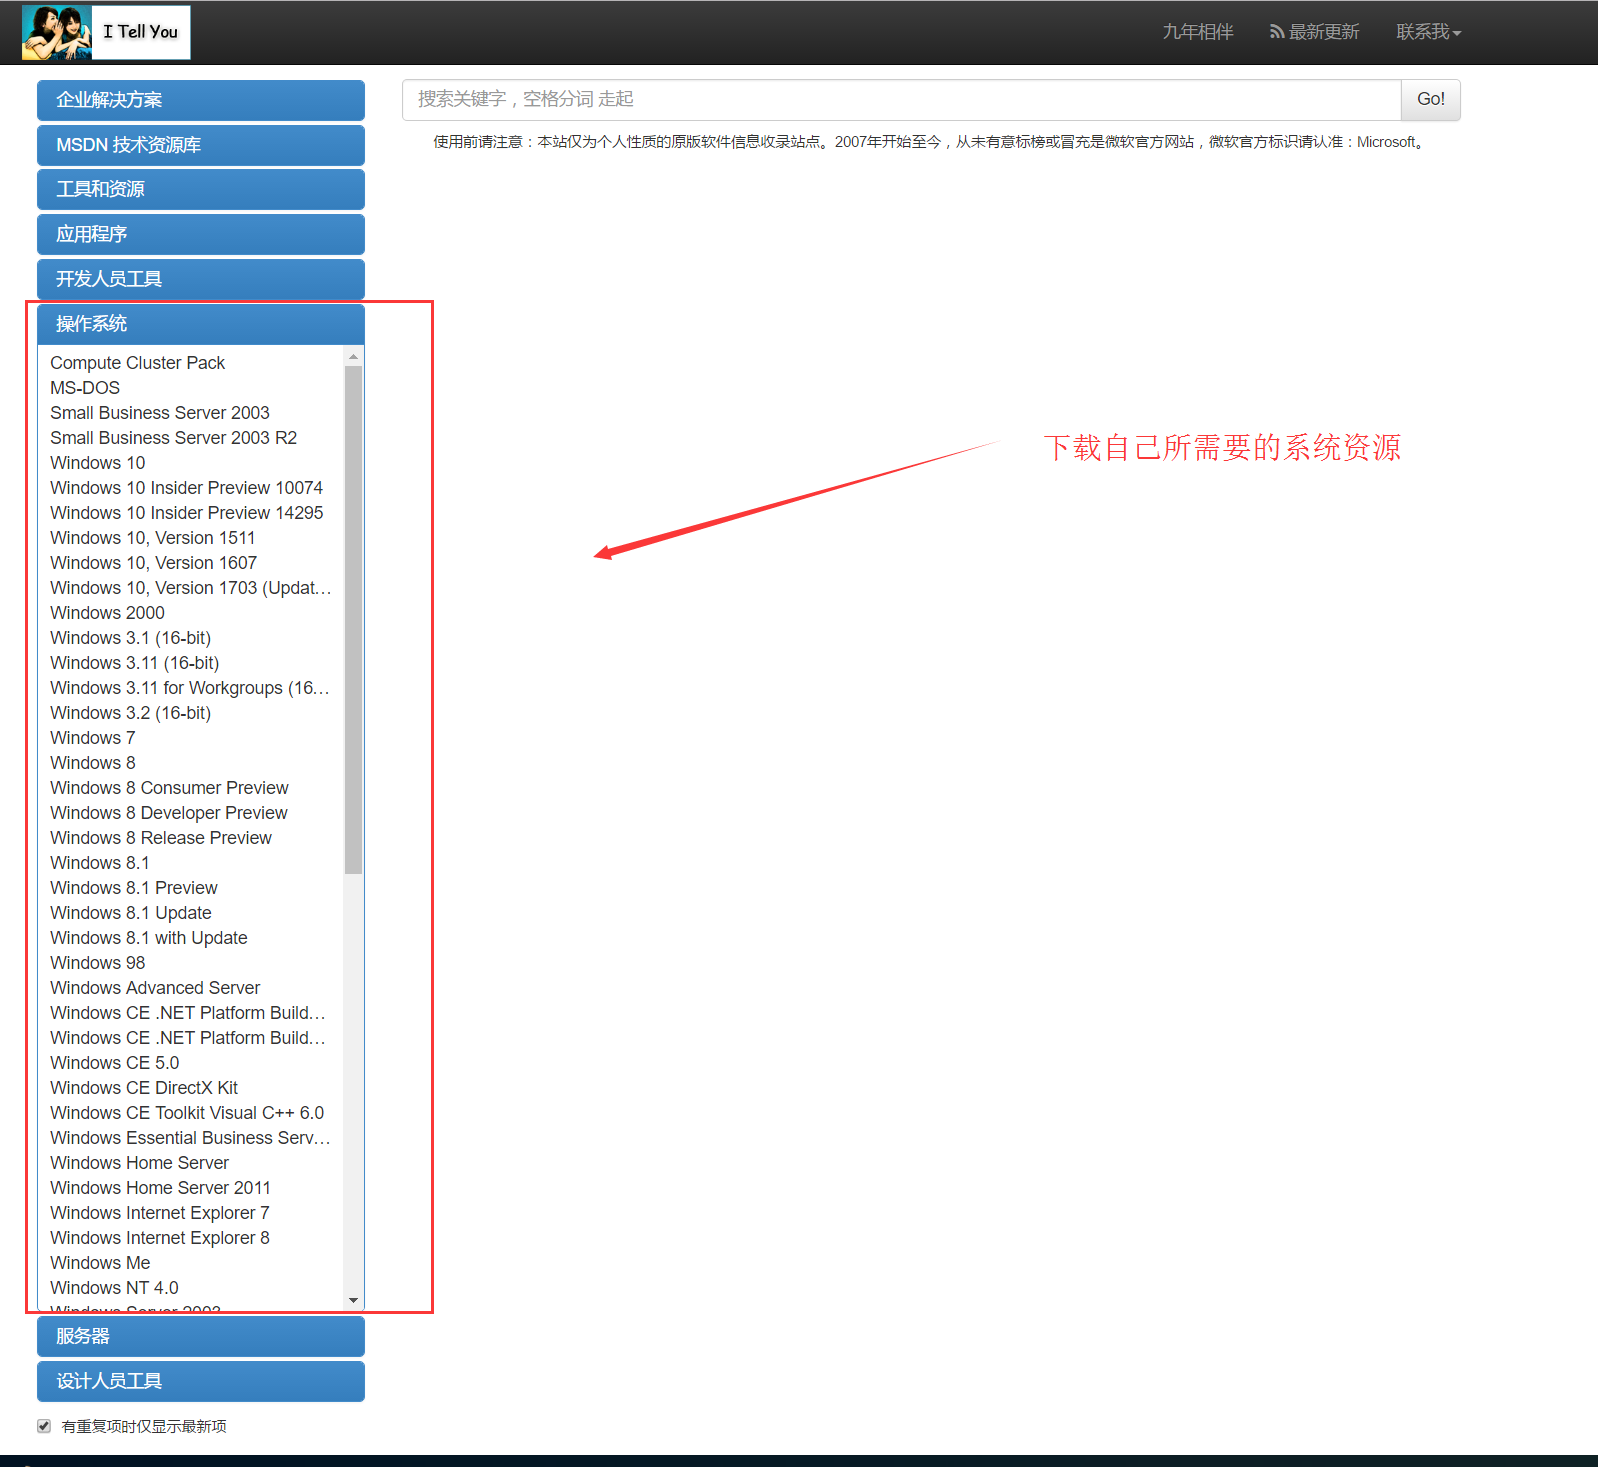 I Tell You
九年相伴
最新更新
联系我
企业解决方案
MSDN 技术资源库
工具和资源
应用程序
开发人员工具
操作系统
Compute Cluster Pack
MS-DOS
Small Business Server 2003
Small Business Server 2003 R2
Windows 10
Windows 10 Insider Preview 10074
Windows 10 Insider Preview 14295
Windows 10, Version 1511
Windows 10, Version 1607
Windows 10, Version 1703 (Updat…
Windows 2000
Windows 3.1 (16-bit)
Windows 3.11 (16-bit)
Windows 3.11 for Workgroups (16…
Windows 3.2 (16-bit)
Windows 7
Windows 8
Windows 8 Consumer Preview
Windows 8 Developer Preview
Windows 8 Release Preview
Windows 8.1
Windows 8.1 Preview
Windows 8.1 Update
Windows 8.1 with Update
Windows 98
Windows Advanced Server
Windows CE .NET Platform Build…
Windows CE .NET Platform Build…
Windows CE 5.0
Windows CE DirectX Kit
Windows CE Toolkit Visual C++ 6.0
Windows Essential Business Serv…
Windows Home Server
Windows Home Server 2011
Windows Internet Explorer 7
Windows Internet Explorer 8
Windows Me
Windows NT 4.0
Windows Server 2003
服务器
设计人员工具
有重复项时仅显示最新项
搜索关键字，空格分词 走起
Go!
使用前请注意：本站仅为个人性质的原版软件信息收录站点。2007年开始至今，从未有意标榜或冒充是微软官方网站，微软官方标识请认准：Microsoft。
下载自己所需要的系统资源